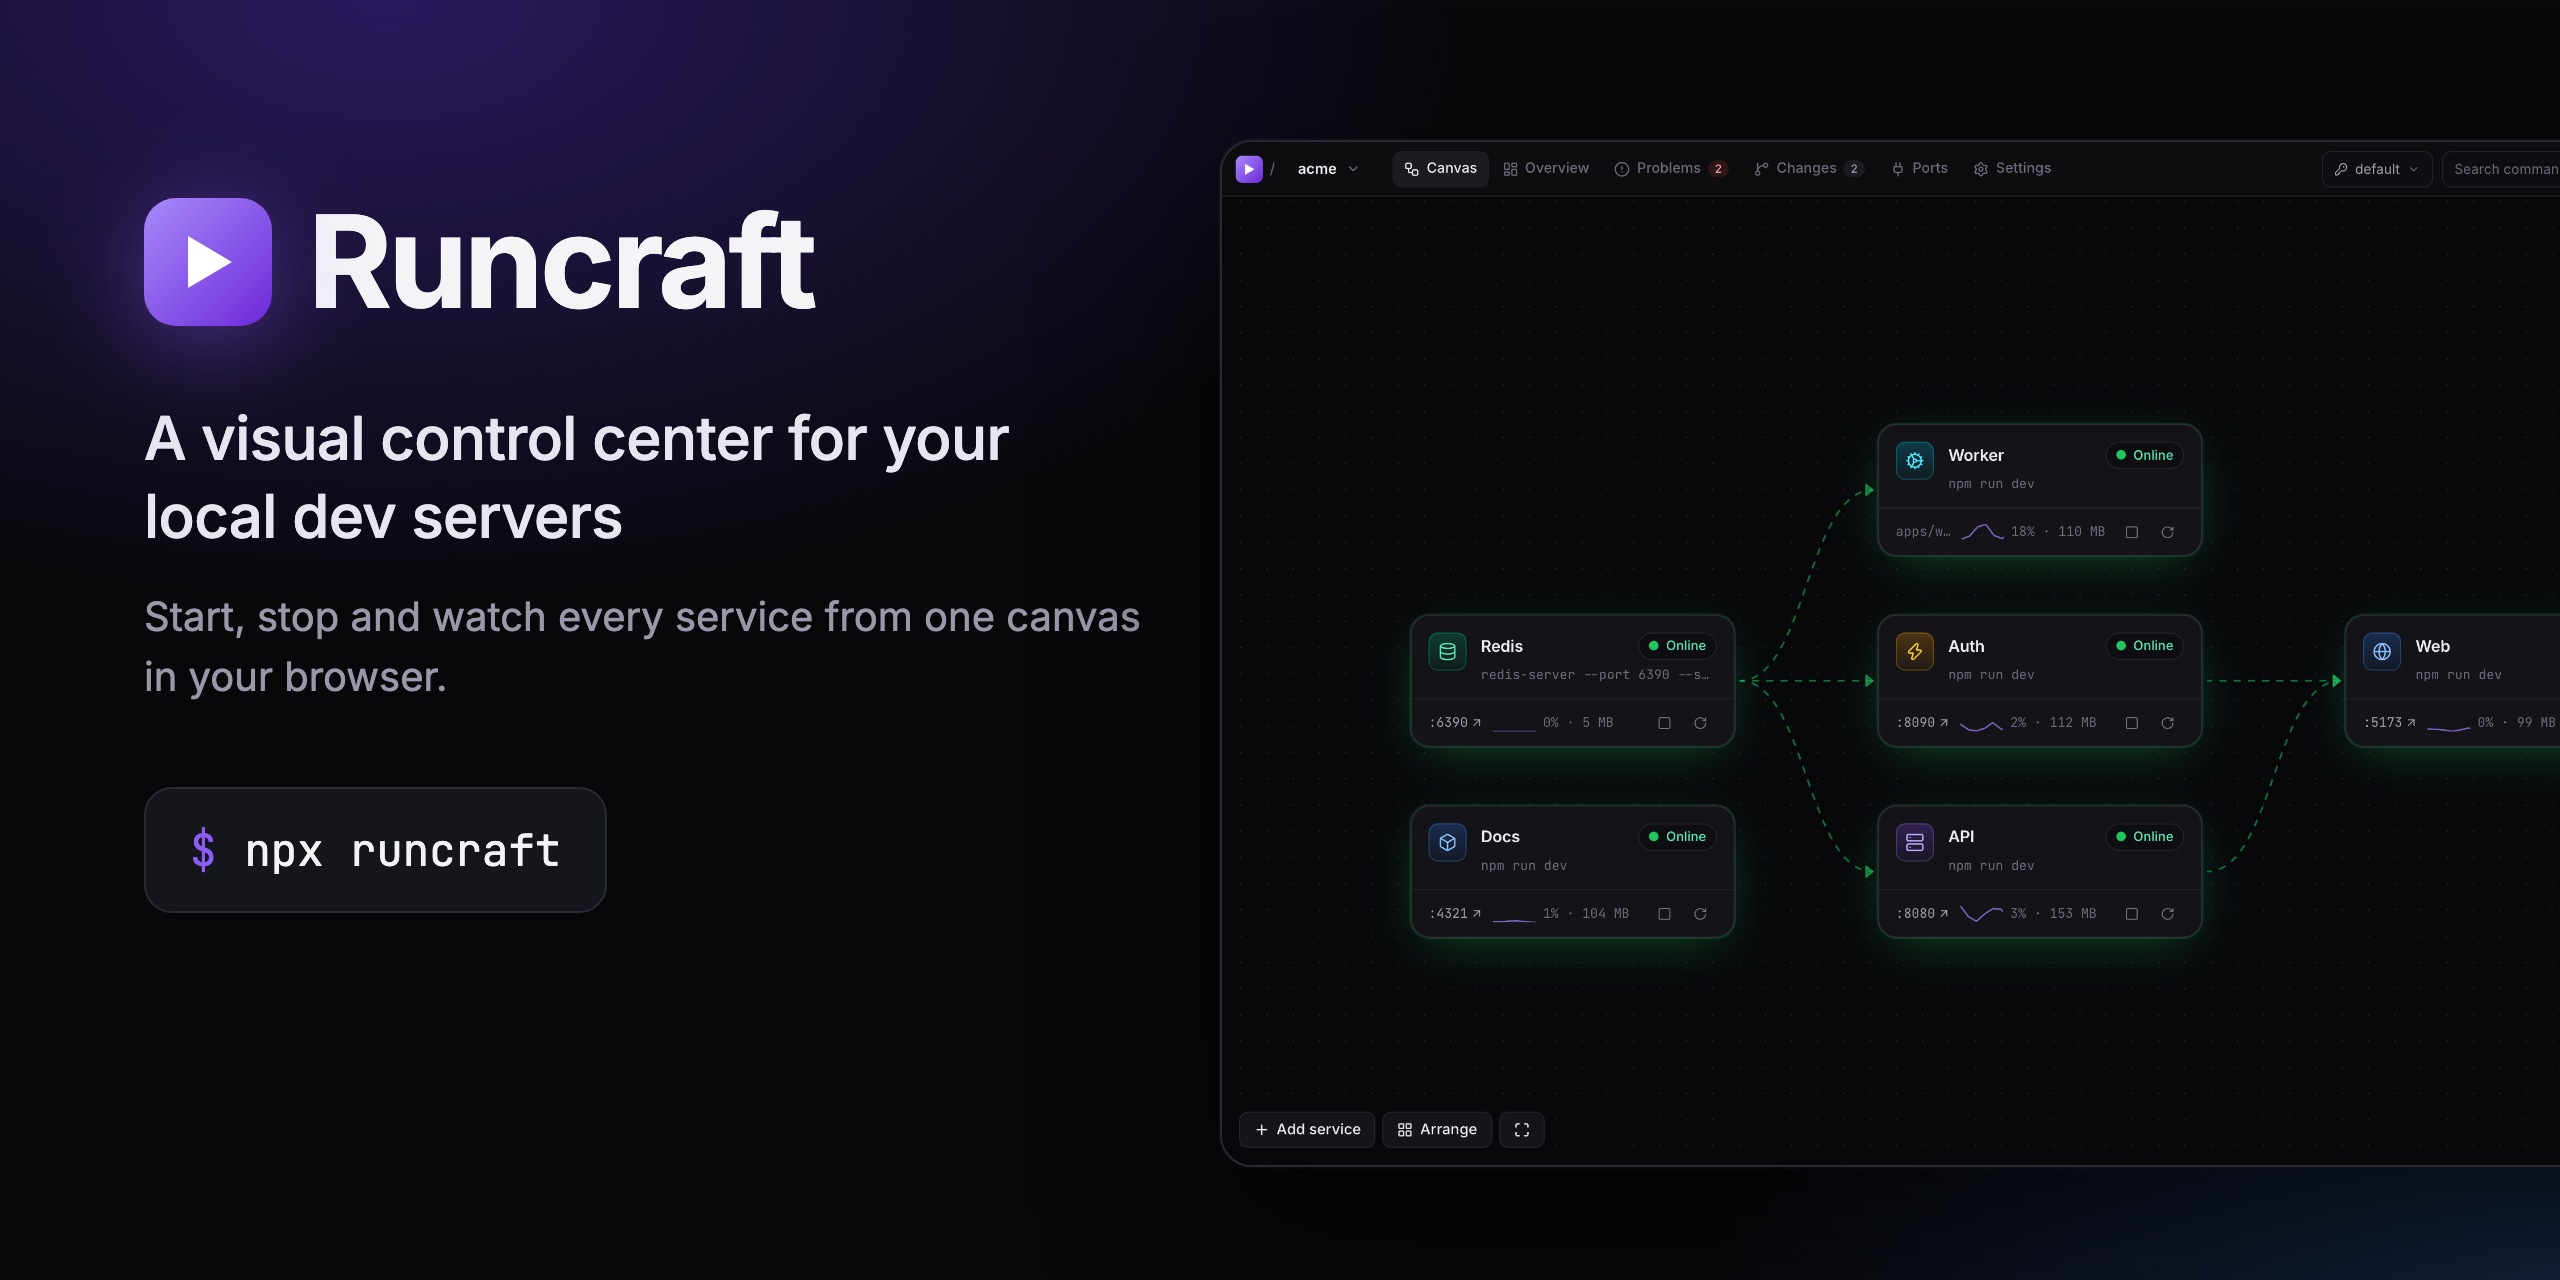 Runcraft
A visual control center for your
local dev servers
Start, stop and watch every service from one canvas
in your browser.
$ npx runcraft
/ acme Canvas Overview Problems 2 Changes 2 Ports Settings default Search comman
Worker Online
npm run dev
apps/w… 18% · 110 MB
Redis Online
redis-server --port 6390 --s…
:6390 0% · 5 MB
Auth Online
npm run dev
:8090 2% · 112 MB
Web
npm run dev
:5173 0% · 99 MB
Docs Online
npm run dev
:4321 1% · 104 MB
API Online
npm run dev
:8080 3% · 153 MB
+ Add service Arrange